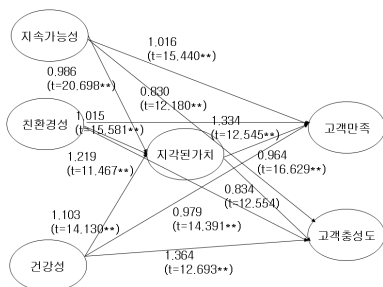 지속가능성
1.016
(t=15.440**)
0.986
(t=20.698**)
0.830
(t=12.180**)
친환경성
1.015
(t=15.581**)
1.334
(t=12.545**)
고객만족
1.219
(t=11.467**)
지각된가치
0.964
(t=16.629**)
0.834
(t=12.554)
1.103
(t=14.130**)
0.979
(t=14.391**)
고객충성도
건강성
1.364
(t=12.693**)